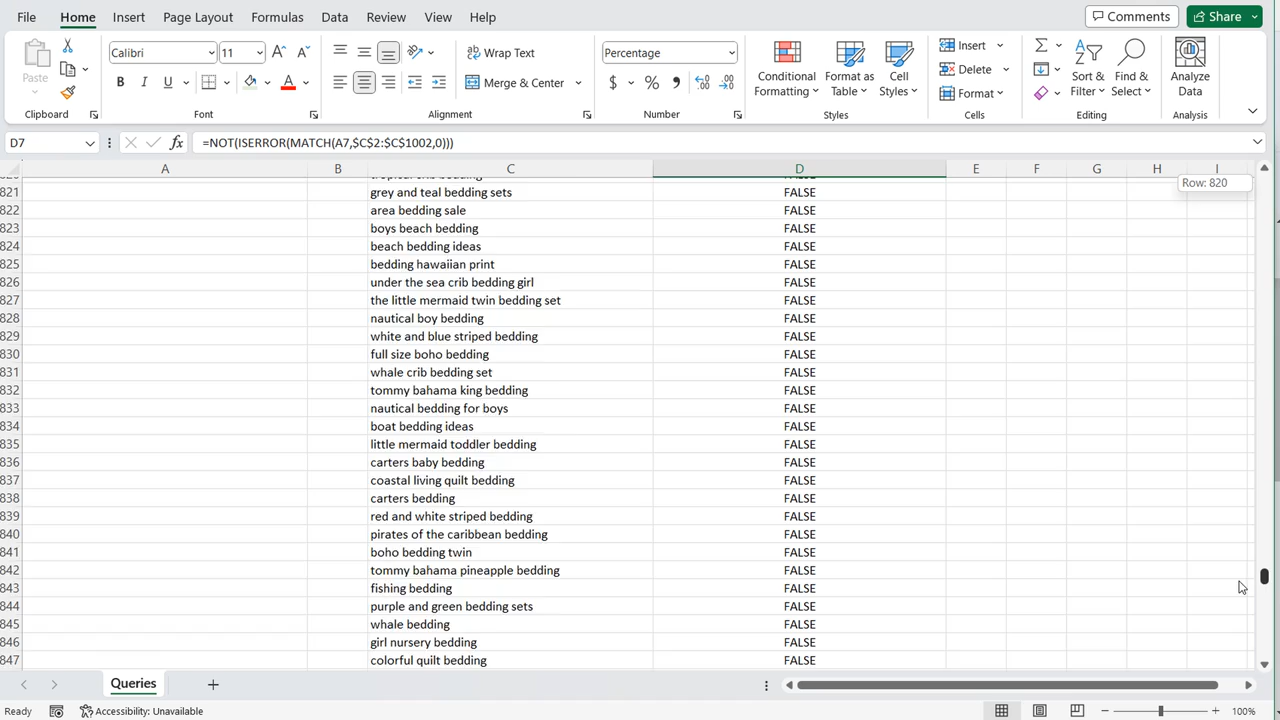 File Home Insert Page Layout Formulas Data Review View Help Comments Share
Paste
Calibri 11 Wrap Text Percentage
Merge & Center
Conditional Formatting Format as Table Cell Styles
Insert
Delete
Format
Sort & Filter Find & Select Analyze Data
Clipboard Font Alignment Number Styles Cells Editing Analysis
D7 fx =NOT(ISERROR(MATCH(A7,$C$2:$C$1002,0)))
A B C D E F G H I
Row: 820
821 grey and teal bedding sets FALSE
822 area bedding sale FALSE
823 boys beach bedding FALSE
824 beach bedding ideas FALSE
825 bedding hawaiian print FALSE
826 under the sea crib bedding girl FALSE
827 the little mermaid twin bedding set FALSE
828 nautical boy bedding FALSE
829 white and blue striped bedding FALSE
830 full size boho bedding FALSE
831 whale crib bedding set FALSE
832 tommy bahama king bedding FALSE
833 nautical bedding for boys FALSE
834 boat bedding ideas FALSE
835 little mermaid toddler bedding FALSE
836 carters baby bedding FALSE
837 coastal living quilt bedding FALSE
838 carters bedding FALSE
839 red and white striped bedding FALSE
840 pirates of the caribbean bedding FALSE
841 boho bedding twin FALSE
842 tommy bahama pineapple bedding FALSE
843 fishing bedding FALSE
844 purple and green bedding sets FALSE
845 whale bedding FALSE
846 girl nursery bedding FALSE
847 colorful quilt bedding FALSE
Queries
Ready Accessibility: Unavailable 100%